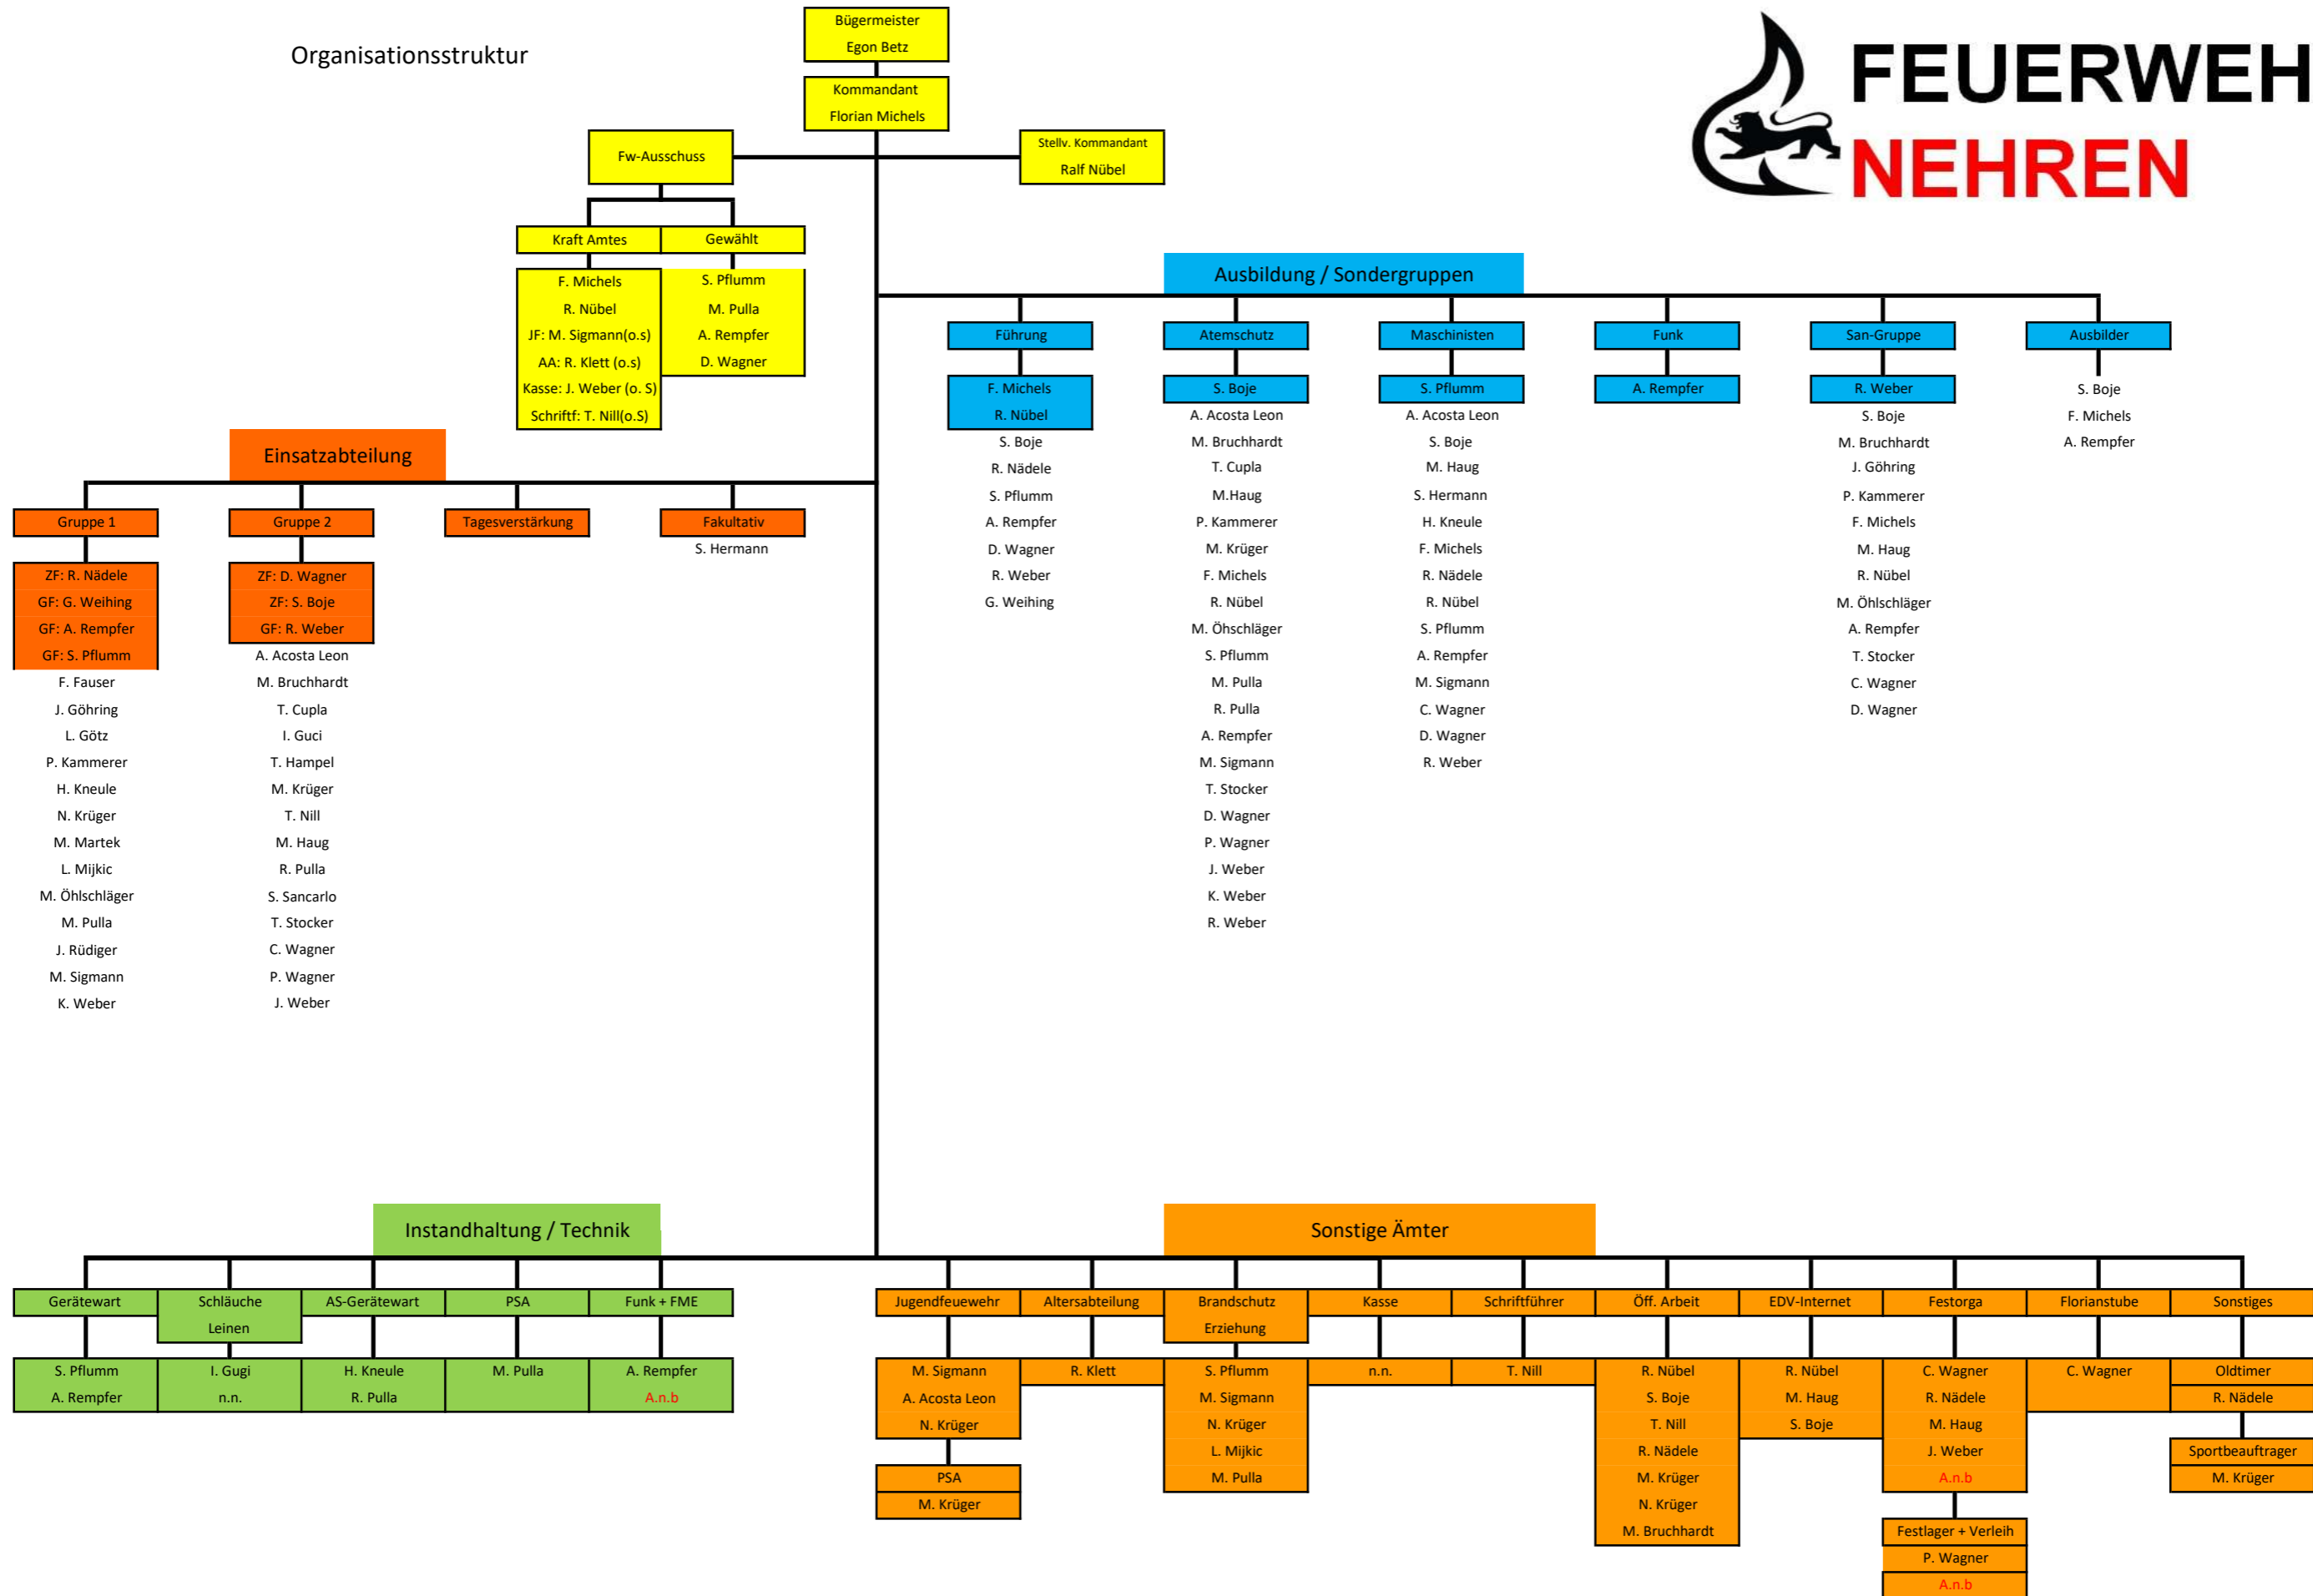 Organisationsstruktur
Bügermeister
Egon Betz
Kommandant
Florian Michels
FEUERWEH
NEHREN
Fw-Ausschuss
Stellv. Kommandant
Ralf Nübel
Kraft Amtes
F. Michels
R. Nübel
JF: M. Sigmann(o.s)
AA: R. Klett (o.s)
Kasse: J. Weber (o. S)
Schriftf: T. Nill(o.S)
Gewählt
S. Pflumm
M. Pulla
A. Rempfer
D. Wagner
Ausbildung / Sondergruppen
Führung
F. Michels
R. Nübel
S. Boje
R. Nädele
S. Pflumm
A. Rempfer
D. Wagner
R. Weber
G. Weihing
Atemschutz
S. Boje
A. Acosta Leon
M. Bruchhardt
T. Cupla
M.Haug
P. Kammerer
M. Krüger
F. Michels
R. Nübel
M. Öhschläger
S. Pflumm
M. Pulla
R. Pulla
A. Rempfer
M. Sigmann
T. Stocker
D. Wagner
P. Wagner
J. Weber
K. Weber
R. Weber
Maschinisten
S. Pflumm
A. Acosta Leon
S. Boje
M. Haug
S. Hermann
H. Kneule
F. Michels
R. Nädele
R. Nübel
S. Pflumm
A. Rempfer
M. Sigmann
C. Wagner
D. Wagner
R. Weber
Funk
A. Rempfer
San-Gruppe
R. Weber
S. Boje
M. Bruchhardt
J. Göhring
P. Kammerer
F. Michels
M. Haug
R. Nübel
M. Öhlschläger
A. Rempfer
T. Stocker
C. Wagner
D. Wagner
Ausbilder
S. Boje
F. Michels
A. Rempfer
Einsatzabteilung
Gruppe 1
ZF: R. Nädele
GF: G. Weihing
GF: A. Rempfer
GF: S. Pflumm
F. Fauser
J. Göhring
L. Götz
P. Kammerer
H. Kneule
N. Krüger
M. Martek
L. Mijkic
M. Öhlschläger
M. Pulla
J. Rüdiger
M. Sigmann
K. Weber
Gruppe 2
ZF: D. Wagner
ZF: S. Boje
GF: R. Weber
A. Acosta Leon
M. Bruchhardt
T. Cupla
I. Guci
T. Hampel
M. Krüger
T. Nill
M. Haug
R. Pulla
S. Sancarlo
T. Stocker
C. Wagner
P. Wagner
J. Weber
Tagesverstärkung
Fakultativ
S. Hermann
Instandhaltung / Technik
Gerätewart
S. Pflumm
A. Rempfer
Schläuche
Leinen
I. Gugi
n.n.
AS-Gerätewart
H. Kneule
R. Pulla
PSA
M. Pulla
Funk + FME
A. Rempfer
A.n.b
Sonstige Ämter
Jugendfeuewehr
M. Sigmann
A. Acosta Leon
N. Krüger
PSA
M. Krüger
Altersabteilung
R. Klett
Brandschutz
Erziehung
S. Pflumm
M. Sigmann
N. Krüger
L. Mijkic
M. Pulla
Kasse
n.n.
Schriftführer
T. Nill
Öff. Arbeit
R. Nübel
S. Boje
T. Nill
R. Nädele
M. Krüger
N. Krüger
M. Bruchhardt
EDV-Internet
R. Nübel
M. Haug
S. Boje
Festorga
C. Wagner
R. Nädele
M. Haug
J. Weber
A.n.b
Festlager + Verleih
P. Wagner
A.n.b
Florianstube
C. Wagner
Sonstiges
Oldtimer
R. Nädele
Sportbeauftrager
M. Krüger